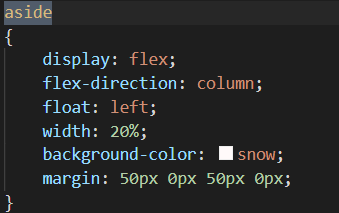 aside
{
    display: flex;
    flex-direction: column;
    float: left;
    width: 20%;
    background-color: snow;
    margin: 50px 0px 50px 0px;
}